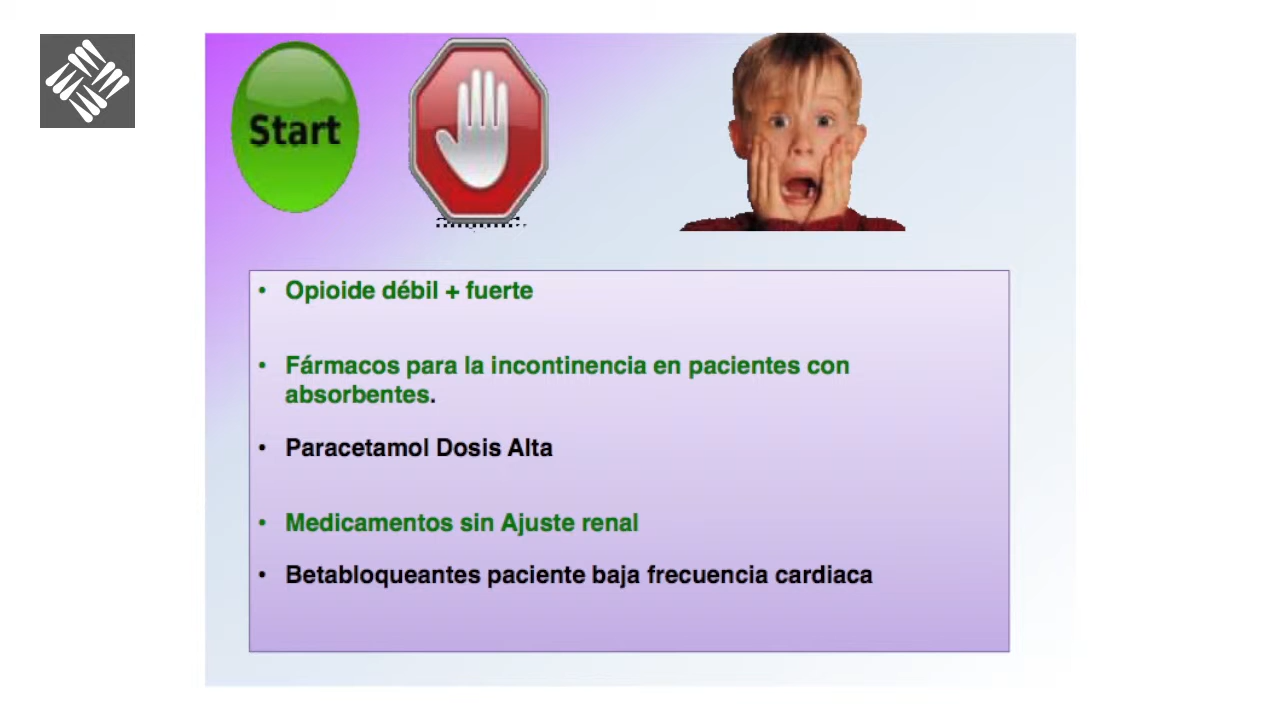 Start
• Opioide débil + fuerte
• Fármacos para la incontinencia en pacientes con
absorbentes.
• Paracetamol Dosis Alta
• Medicamentos sin Ajuste renal
• Betabloqueantes paciente baja frecuencia cardiaca